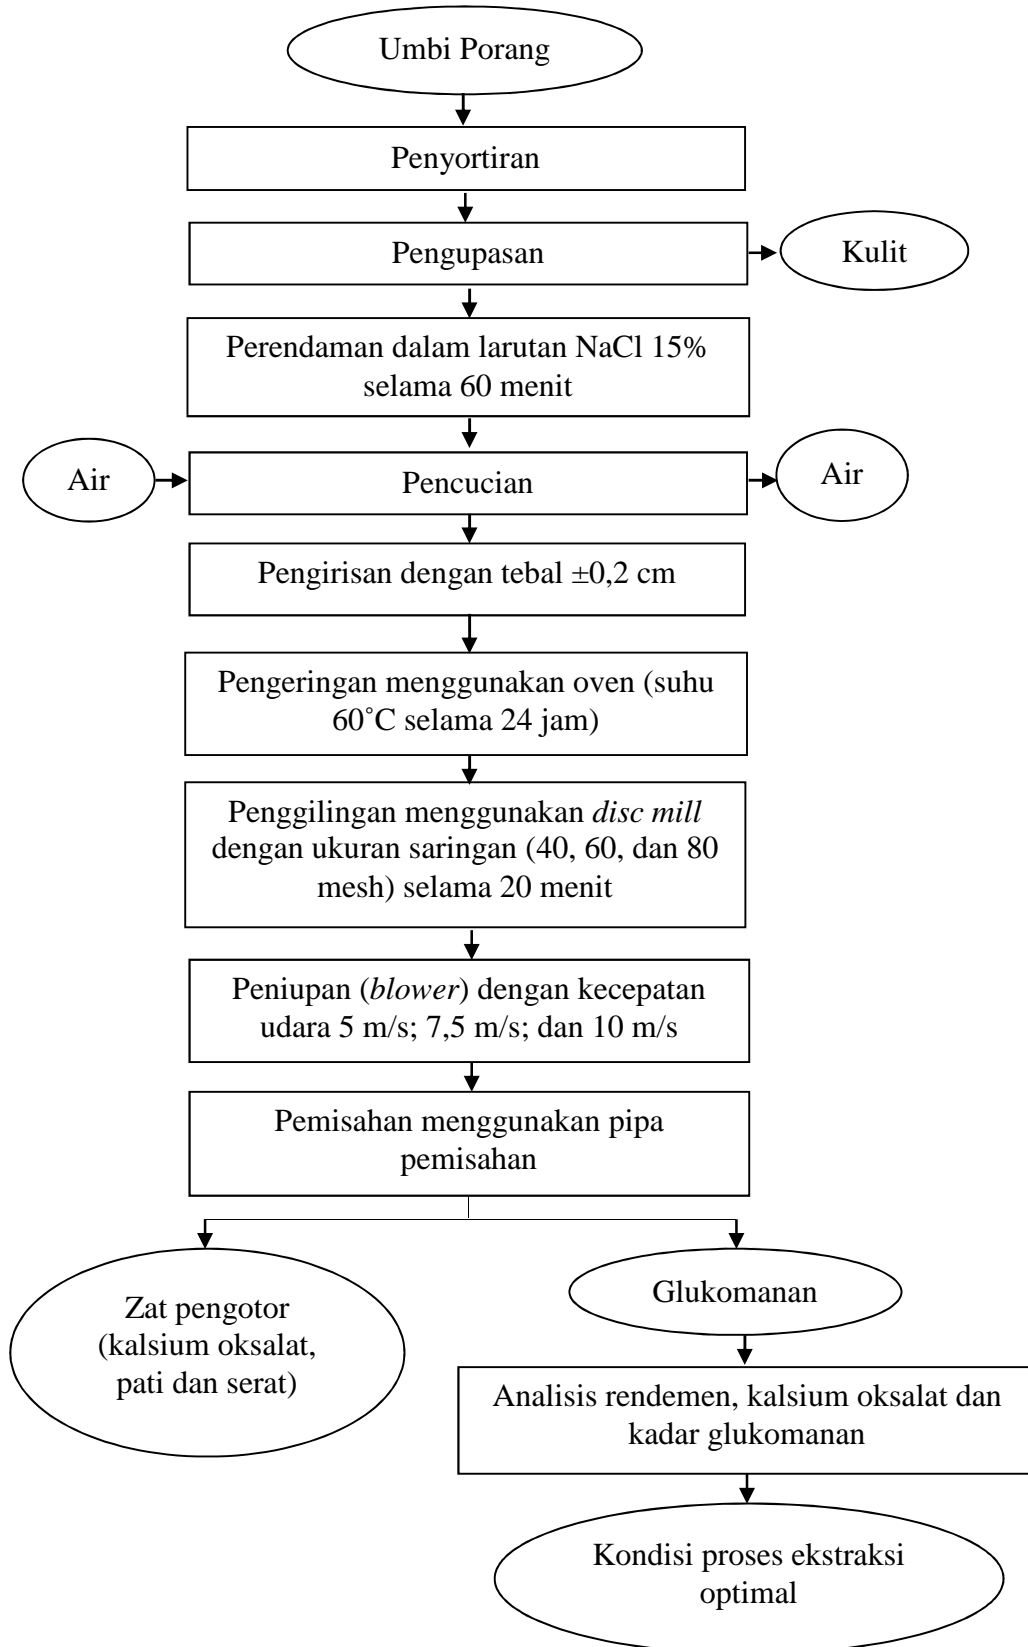 Umbi Porang
Penyortiran
Pengupasan
Kulit
Perendaman dalam larutan NaCl 15%
selama 60 menit
Air
Pencucian
Air
Pengirisan dengan tebal ±0,2 cm
Pengeringan menggunakan oven (suhu
60˚C selama 24 jam)
Penggilingan menggunakan disc mill
dengan ukuran saringan (40, 60, dan 80
mesh) selama 20 menit
Peniupan (blower) dengan kecepatan
udara 5 m/s; 7,5 m/s; dan 10 m/s
Pemisahan menggunakan pipa
pemisahan
Zat pengotor
(kalsium oksalat,
pati dan serat)
Glukomanan
Analisis rendemen, kalsium oksalat dan
kadar glukomanan
Kondisi proses ekstraksi
optimal